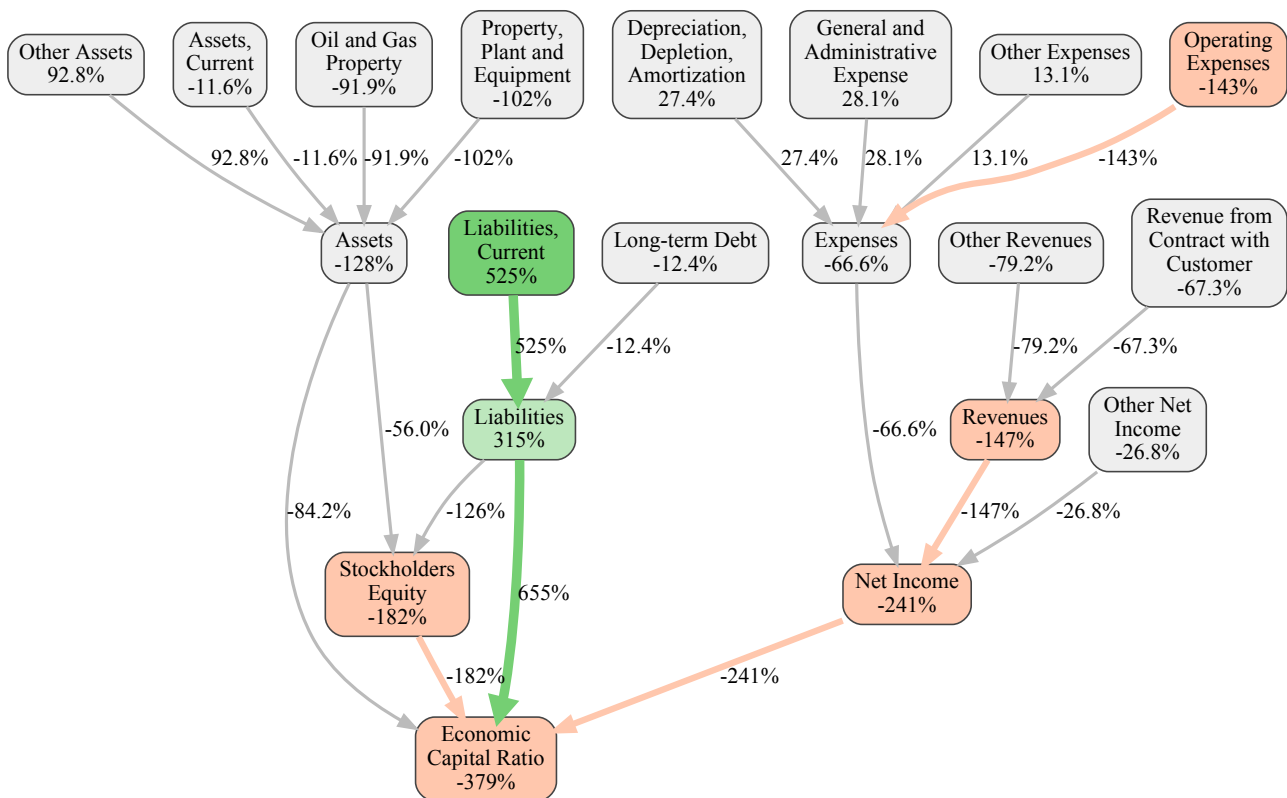 Other Assets
92.8%
Assets,
Current
-11.6%
Oil and Gas
Property
-91.9%
Property,
Plant and
Equipment
-102%
Depreciation,
Depletion,
Amortization
27.4%
General and
Administrative
Expense
28.1%
Other Expenses
13.1%
Operating
Expenses
-143%
92.8%
-11.6%
-91.9%
-102%
27.4%
28.1%
13.1%
-143%
Assets
-128%
Liabilities,
Current
525%
Long-term Debt
-12.4%
Expenses
-66.6%
Other Revenues
-79.2%
Revenue from
Contract with
Customer
-67.3%
525%
-12.4%
-79.2%
-67.3%
-56.0%
Liabilities
315%
-66.6%
Revenues
-147%
Other Net
Income
-26.8%
-84.2%
-126%
-147%
-26.8%
Stockholders
Equity
-182%
655%
Net Income
-241%
-182%
-241%
Economic
Capital Ratio
-379%